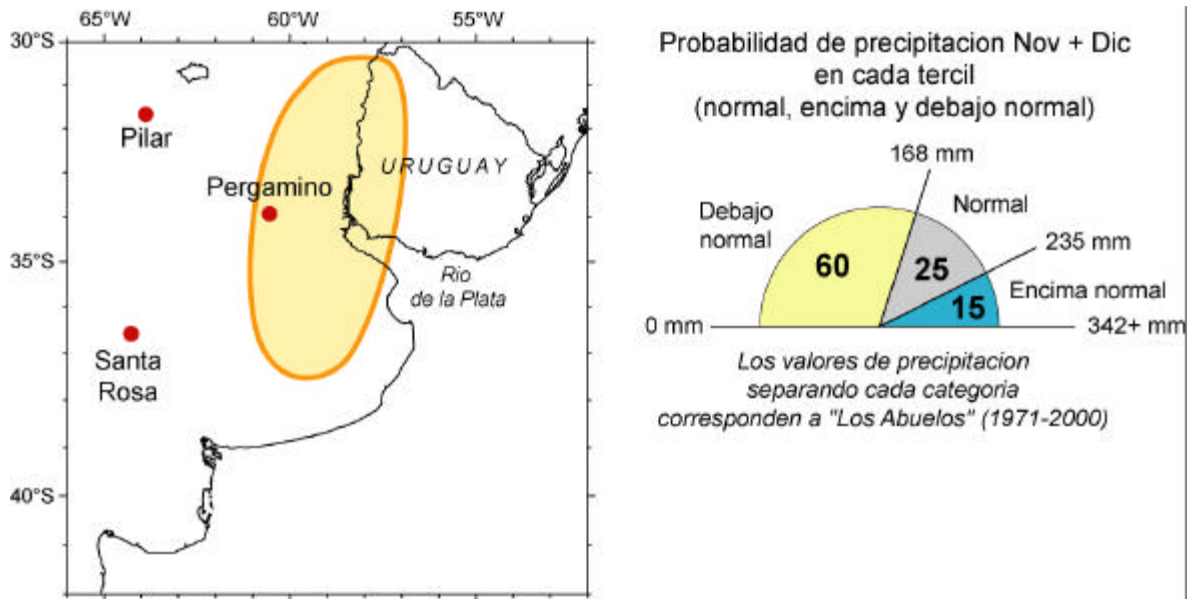 65°W 60°W 55°W
30°S
Pilar
URUGUAY
Pergamino
35°S
Rio
de la Plata
Santa
Rosa
40°S
Probabilidad de precipitacion Nov + Dic
en cada tercil
(normal, encima y debajo normal)
168 mm
Debajo
normal
Normal
235 mm
60
25
Encima normal
15
0 mm
342+ mm
Los valores de precipitacion
separando cada categoria
corresponden a "Los Abuelos" (1971-2000)